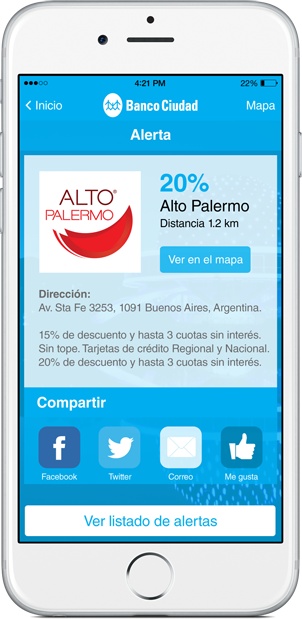 4:21 PM 22%
Inicio Banco Ciudad Mapa
Alerta
ALTO®
PALERMO
20%
Alto Palermo
Distancia 1.2 km
Ver en el mapa
Dirección:
Av. Sta Fe 3253, 1091 Buenos Aires, Argentina.
15% de descuento y hasta 3 cuotas sin interés.
Sin tope. Tarjetas de crédito Regional y Nacional.
20% de descuento y hasta 3 cuotas sin interés.
Compartir
Facebook Twitter Correo Me gusta
Ver listado de alertas